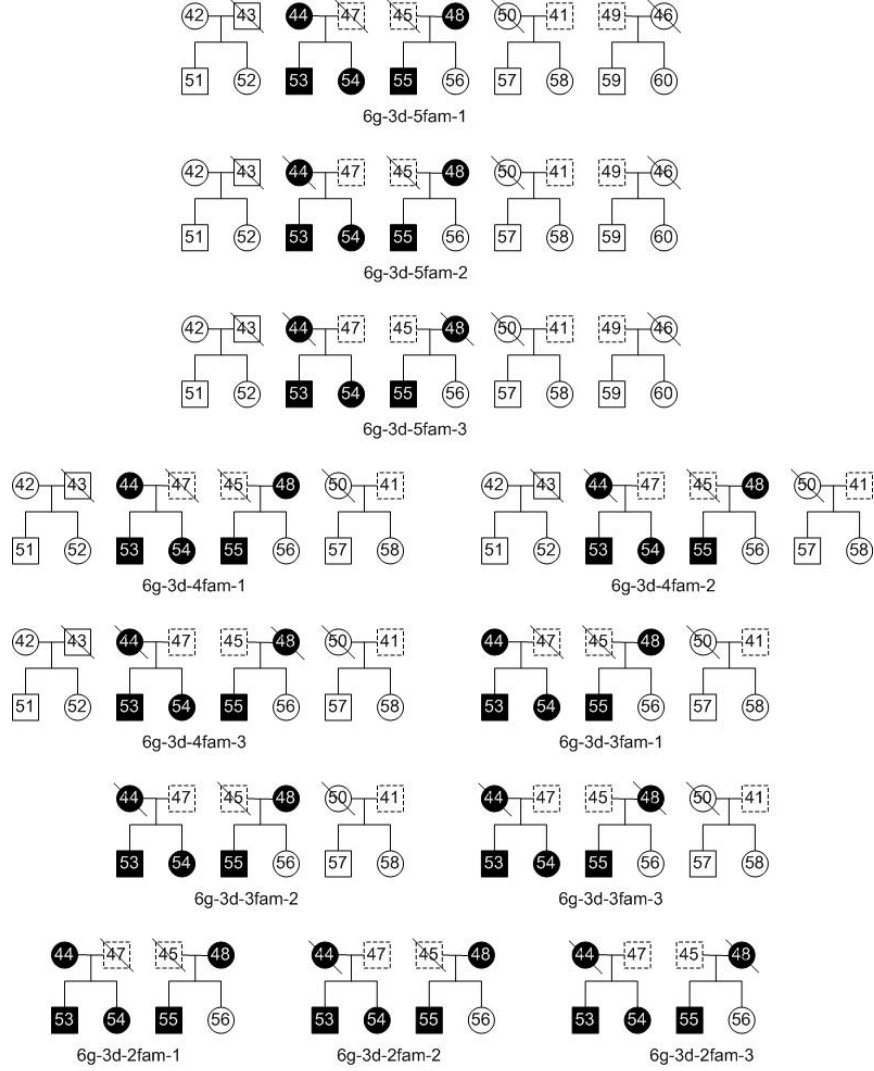 42 43 44 47 45 48 50 41 49 46
51 52 53 54 55 56 57 58 59 60
6g-3d-5fam-1
42 43 44 47 45 48 50 41 49 46
51 52 53 54 55 56 57 58 59 60
6g-3d-5fam-2
42 43 44 47 45 48 50 41 49 46
51 52 53 54 55 56 57 58 59 60
6g-3d-5fam-3
42 43 44 47 45 48 50 41
51 52 53 54 55 56 57 58
6g-3d-4fam-1
42 43 44 47 45 48 50 41
51 52 53 54 55 56 57 58
6g-3d-4fam-2
42 43 44 47 45 48 50 41
51 52 53 54 55 56 57 58
6g-3d-4fam-3
44 47 45 48 50 41
53 54 55 56 57 58
6g-3d-3fam-1
44 47 45 48 50 41
53 54 55 56 57 58
6g-3d-3fam-2
44 47 45 48 50 41
53 54 55 56 57 58
6g-3d-3fam-3
44 47 45 48
53 54 55 56
6g-3d-2fam-1
44 47 45 48
53 54 55 56
6g-3d-2fam-2
44 47 45 48
53 54 55 56
6g-3d-2fam-3